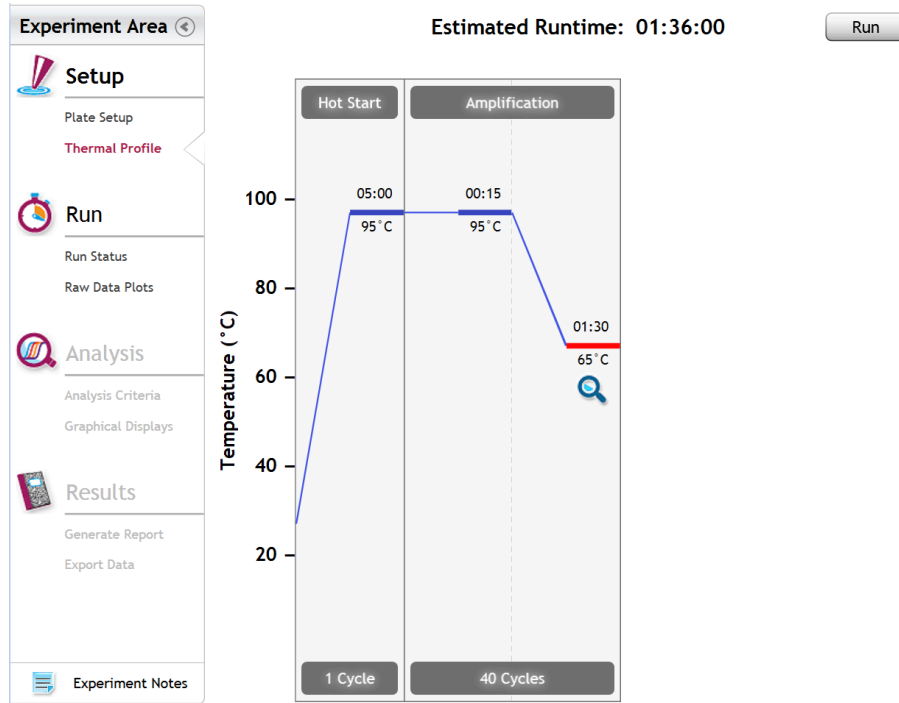 Experiment Area
Estimated Runtime: 01:36:00
Run
Setup
Plate Setup
Thermal Profile
Run
Run Status
Raw Data Plots
Analysis
Analysis Criteria
Graphical Displays
Results
Generate Report
Export Data
Experiment Notes
Hot Start
Amplification
Temperature (˚C)
100
80
60
40
20
05:00
95˚C
00:15
95˚C
01:30
65˚C
1 Cycle
40 Cycles